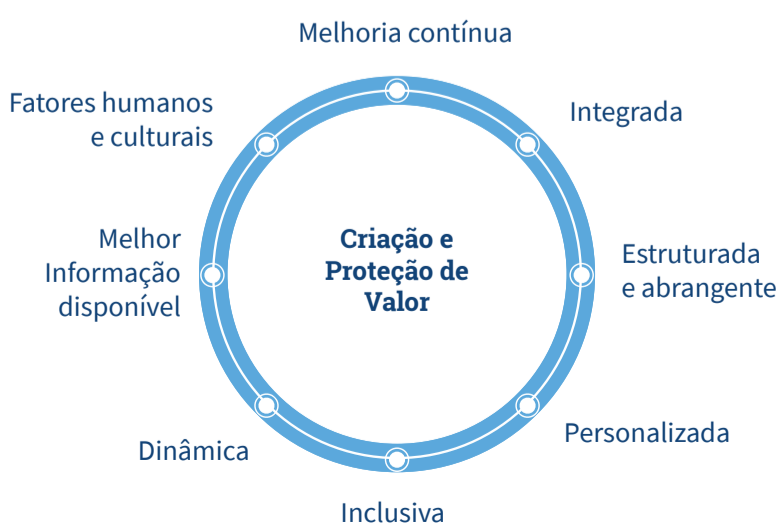 Melhoria contínua
Integrada
Estruturada
e abrangente
Personalizada
Inclusiva
Dinâmica
Melhor
Informação
disponível
Fatores humanos
e culturais
Criação e
Proteção de
Valor